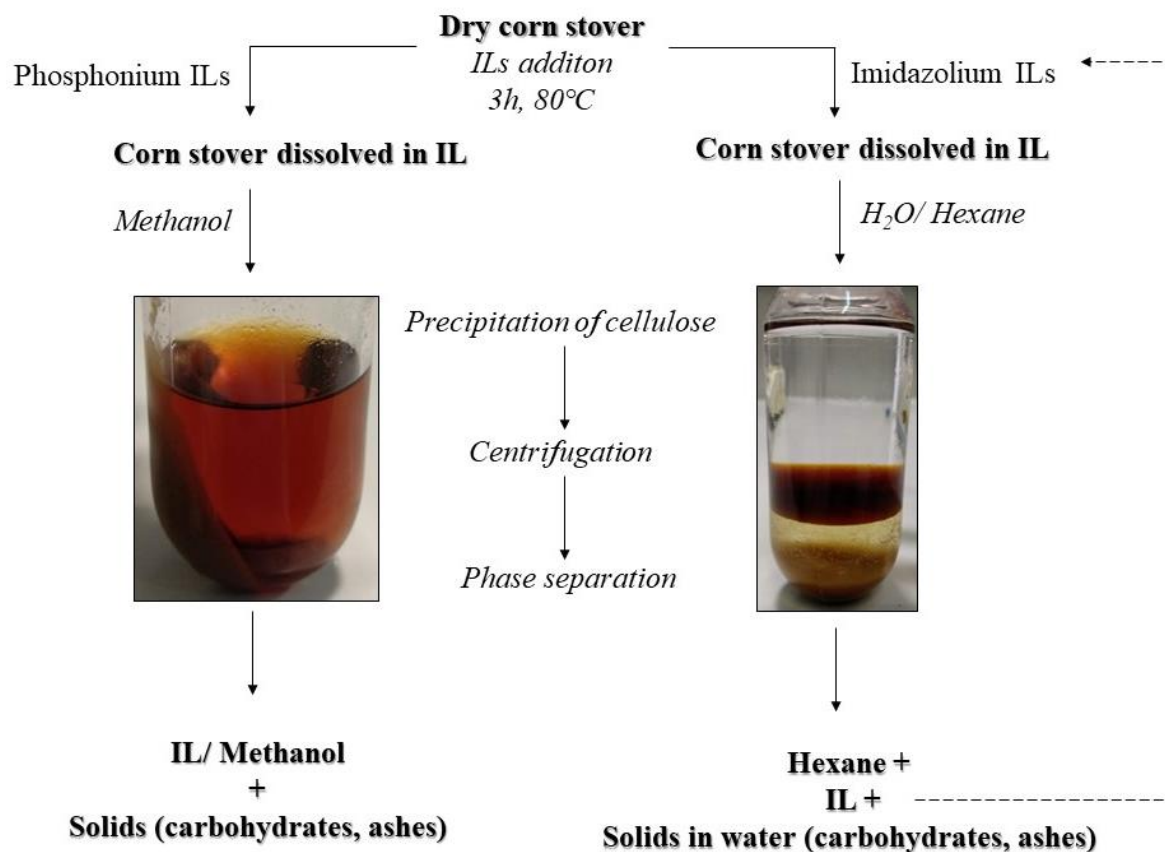 Dry corn stover
ILs additon
3h, 80°C
Phosphonium ILs
Imidazolium ILs
Corn stover dissolved in IL
Corn stover dissolved in IL
Methanol
H₂O/ Hexane
Precipitation of cellulose
Centrifugation
Phase separation
IL/ Methanol
+
Solids (carbohydrates, ashes)
Hexane +
IL +
Solids in water (carbohydrates, ashes)